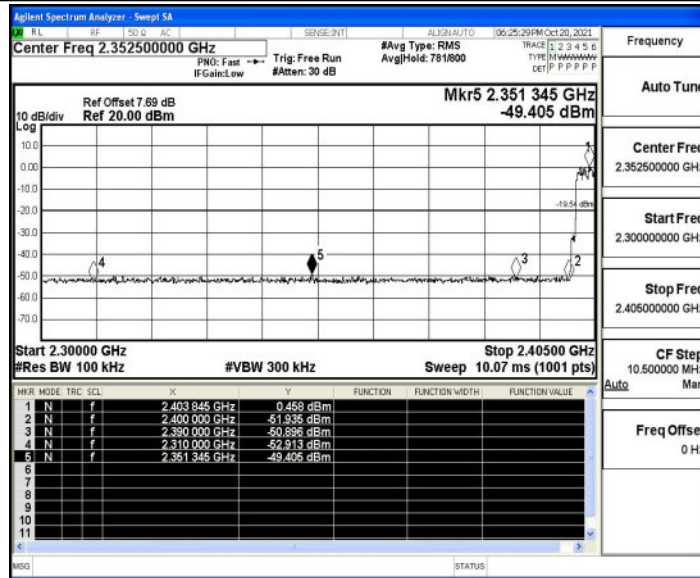 Agilent Spectrum Analyzer - Swept SA
RL RF 50 Ω AC SENSE:INT ALIGN AUTO 06:25:29 PM Oct 20, 2021
Center Freq 2.352500000 GHz
PNO: Fast
IFGain:Low
Trig: Free Run
#Atten: 30 dB
#Avg Type: RMS
Avg|Hold: 781/800
TRACE 1 2 3 4 5 6
TYPE M
DET P P P P P P
Ref Offset 7.69 dB
Ref 20.00 dBm
10 dB/div
Log
Mkr5 2.351 345 GHz
-49.405 dBm
10.0
0.00
-10.0
-20.0
-30.0
-40.0
-50.0
-60.0
-70.0
1
4
5
3
2
Start 2.30000 GHz
Stop 2.40500 GHz
#Res BW 100 kHz
#VBW 300 kHz
Sweep 10.07 ms (1001 pts)
MKR MODE TRC SCL X Y FUNCTION FUNCTION WIDTH FUNCTION VALUE
1 N f 2.403 845 GHz 0.458 dBm
2 N f 2.400 000 GHz -51.935 dBm
3 N f 2.390 000 GHz -50.896 dBm
4 N f 2.310 000 GHz -52.913 dBm
5 N f 2.351 345 GHz -49.405 dBm
6
7
8
9
10
11
MSG STATUS
Frequency
Auto Tune
Center Freq
2.352500000 GHz
Start Freq
2.300000000 GHz
Stop Freq
2.405000000 GHz
CF Step
10.500000 MHz
Auto Man
Freq Offset
0 Hz